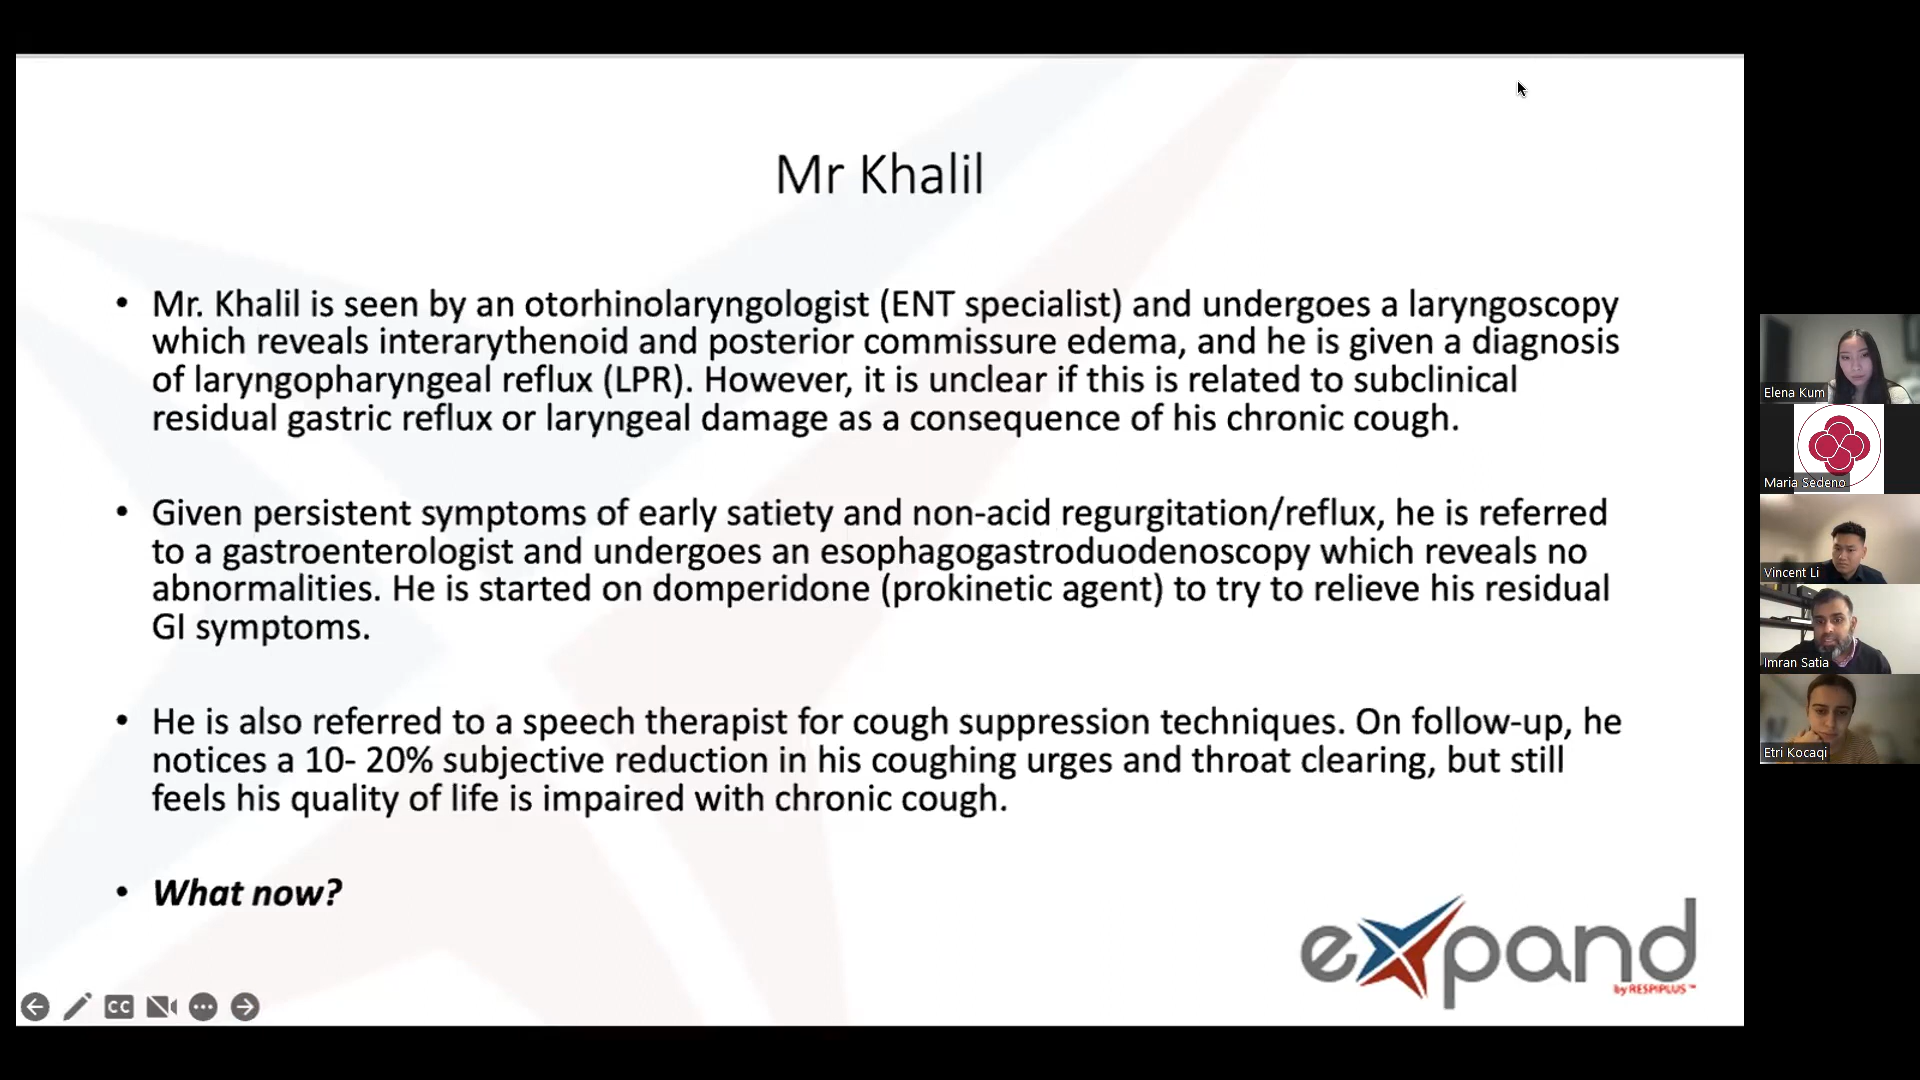 Mr Khalil
• Mr. Khalil is seen by an otorhinolaryngologist (ENT specialist) and undergoes a laryngoscopy
which reveals interarythenoid and posterior commissure edema, and he is given a diagnosis
of laryngopharyngeal reflux (LPR). However, it is unclear if this is related to subclinical
residual gastric reflux or laryngeal damage as a consequence of his chronic cough.
• Given persistent symptoms of early satiety and non-acid regurgitation/reflux, he is referred
to a gastroenterologist and undergoes an esophagogastroduodenoscopy which reveals no
abnormalities. He is started on domperidone (prokinetic agent) to try to relieve his residual
GI symptoms.
• He is also referred to a speech therapist for cough suppression techniques. On follow-up, he
notices a 10- 20% subjective reduction in his coughing urges and throat clearing, but still
feels his quality of life is impaired with chronic cough.
• What now?
expand
by RESPIPLUS™
CC
Elena Kum
Maria Sedeno
Vincent Li
Imran Satia
Etri Kocaqi